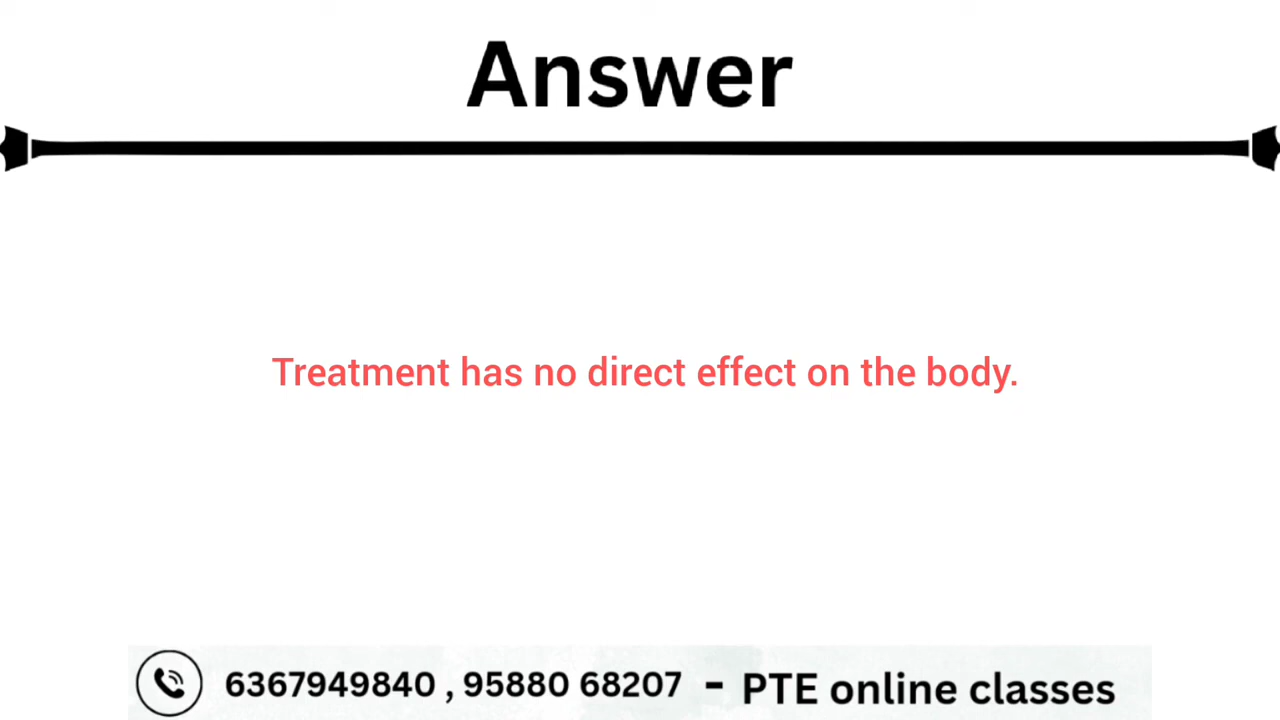 Answer
Treatment has no direct effect on the body.
6367949840 , 95880 68207 - PTE online classes